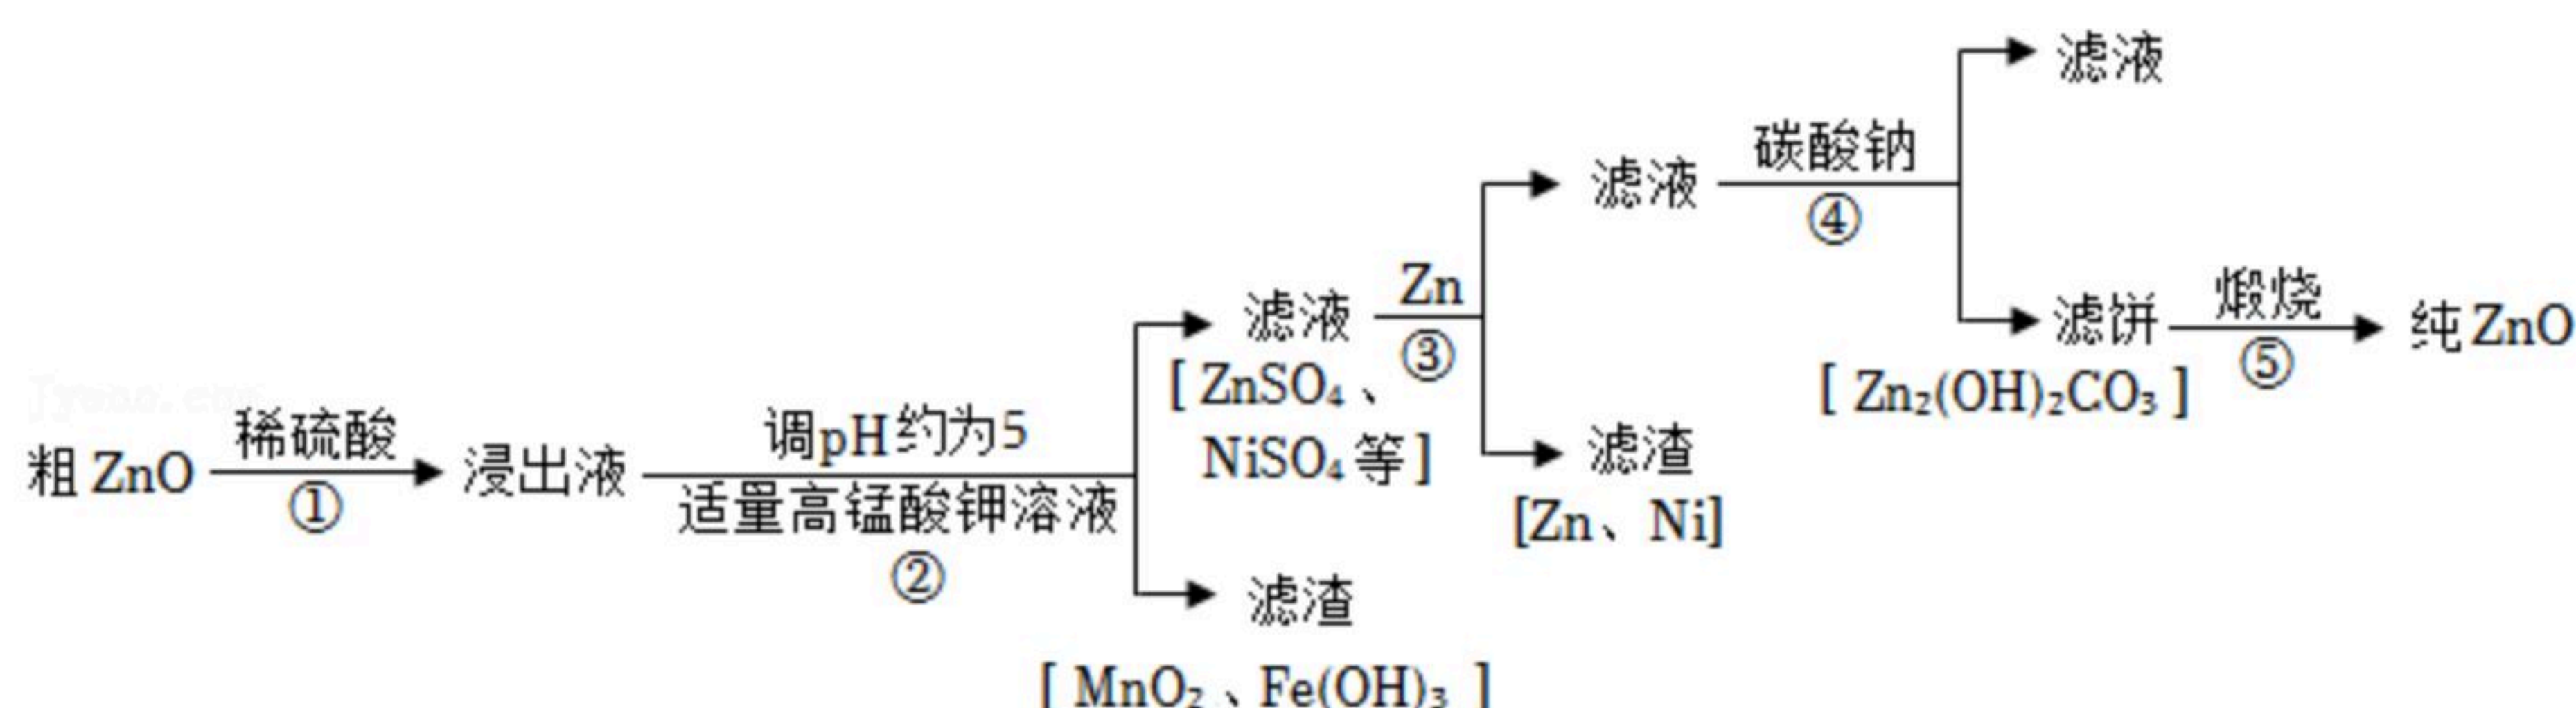 粗 ZnO
稀硫酸
①
浸出液
调pH约为5
适量高锰酸钾溶液
②
滤液
[ ZnSO₄、
NiSO₄等 ]
滤渣
[ MnO₂、Fe(OH)₃ ]
Zn
③
滤液
滤渣
[Zn、Ni]
碳酸钠
④
滤液
滤饼
[ Zn₂(OH)₂CO₃ ]
煅烧
⑤
纯ZnO